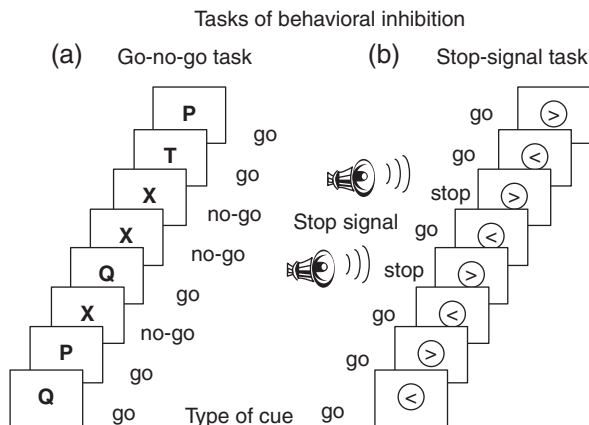 Tasks of behavioral inhibition
(a) Go-no-go task
(b) Stop-signal task
P
go
T
go
X
no-go
X
no-go
Q
go
X
no-go
P
go
Q
go
Stop signal
Type of cue
go
>
go
<
stop
>
go
<
stop
>
go
<
go
>
go
<